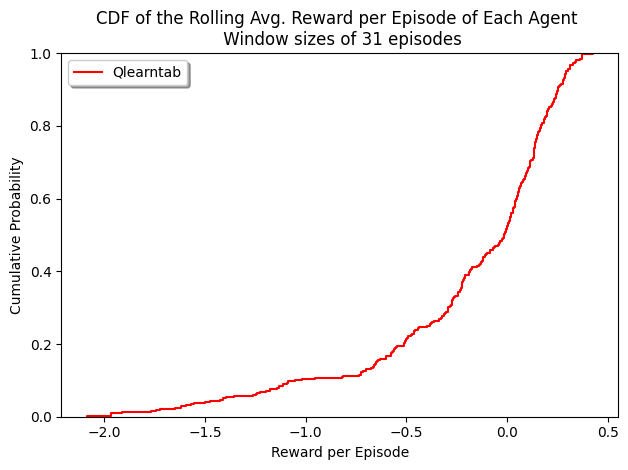 CDF of the Rolling Avg. Reward per Episode of Each Agent
Window sizes of 31 episodes
Qlearntab
Cumulative Probability
1.0
0.8
0.6
0.4
0.2
0.0
−2.0 −1.5 −1.0 −0.5 0.0 0.5
Reward per Episode